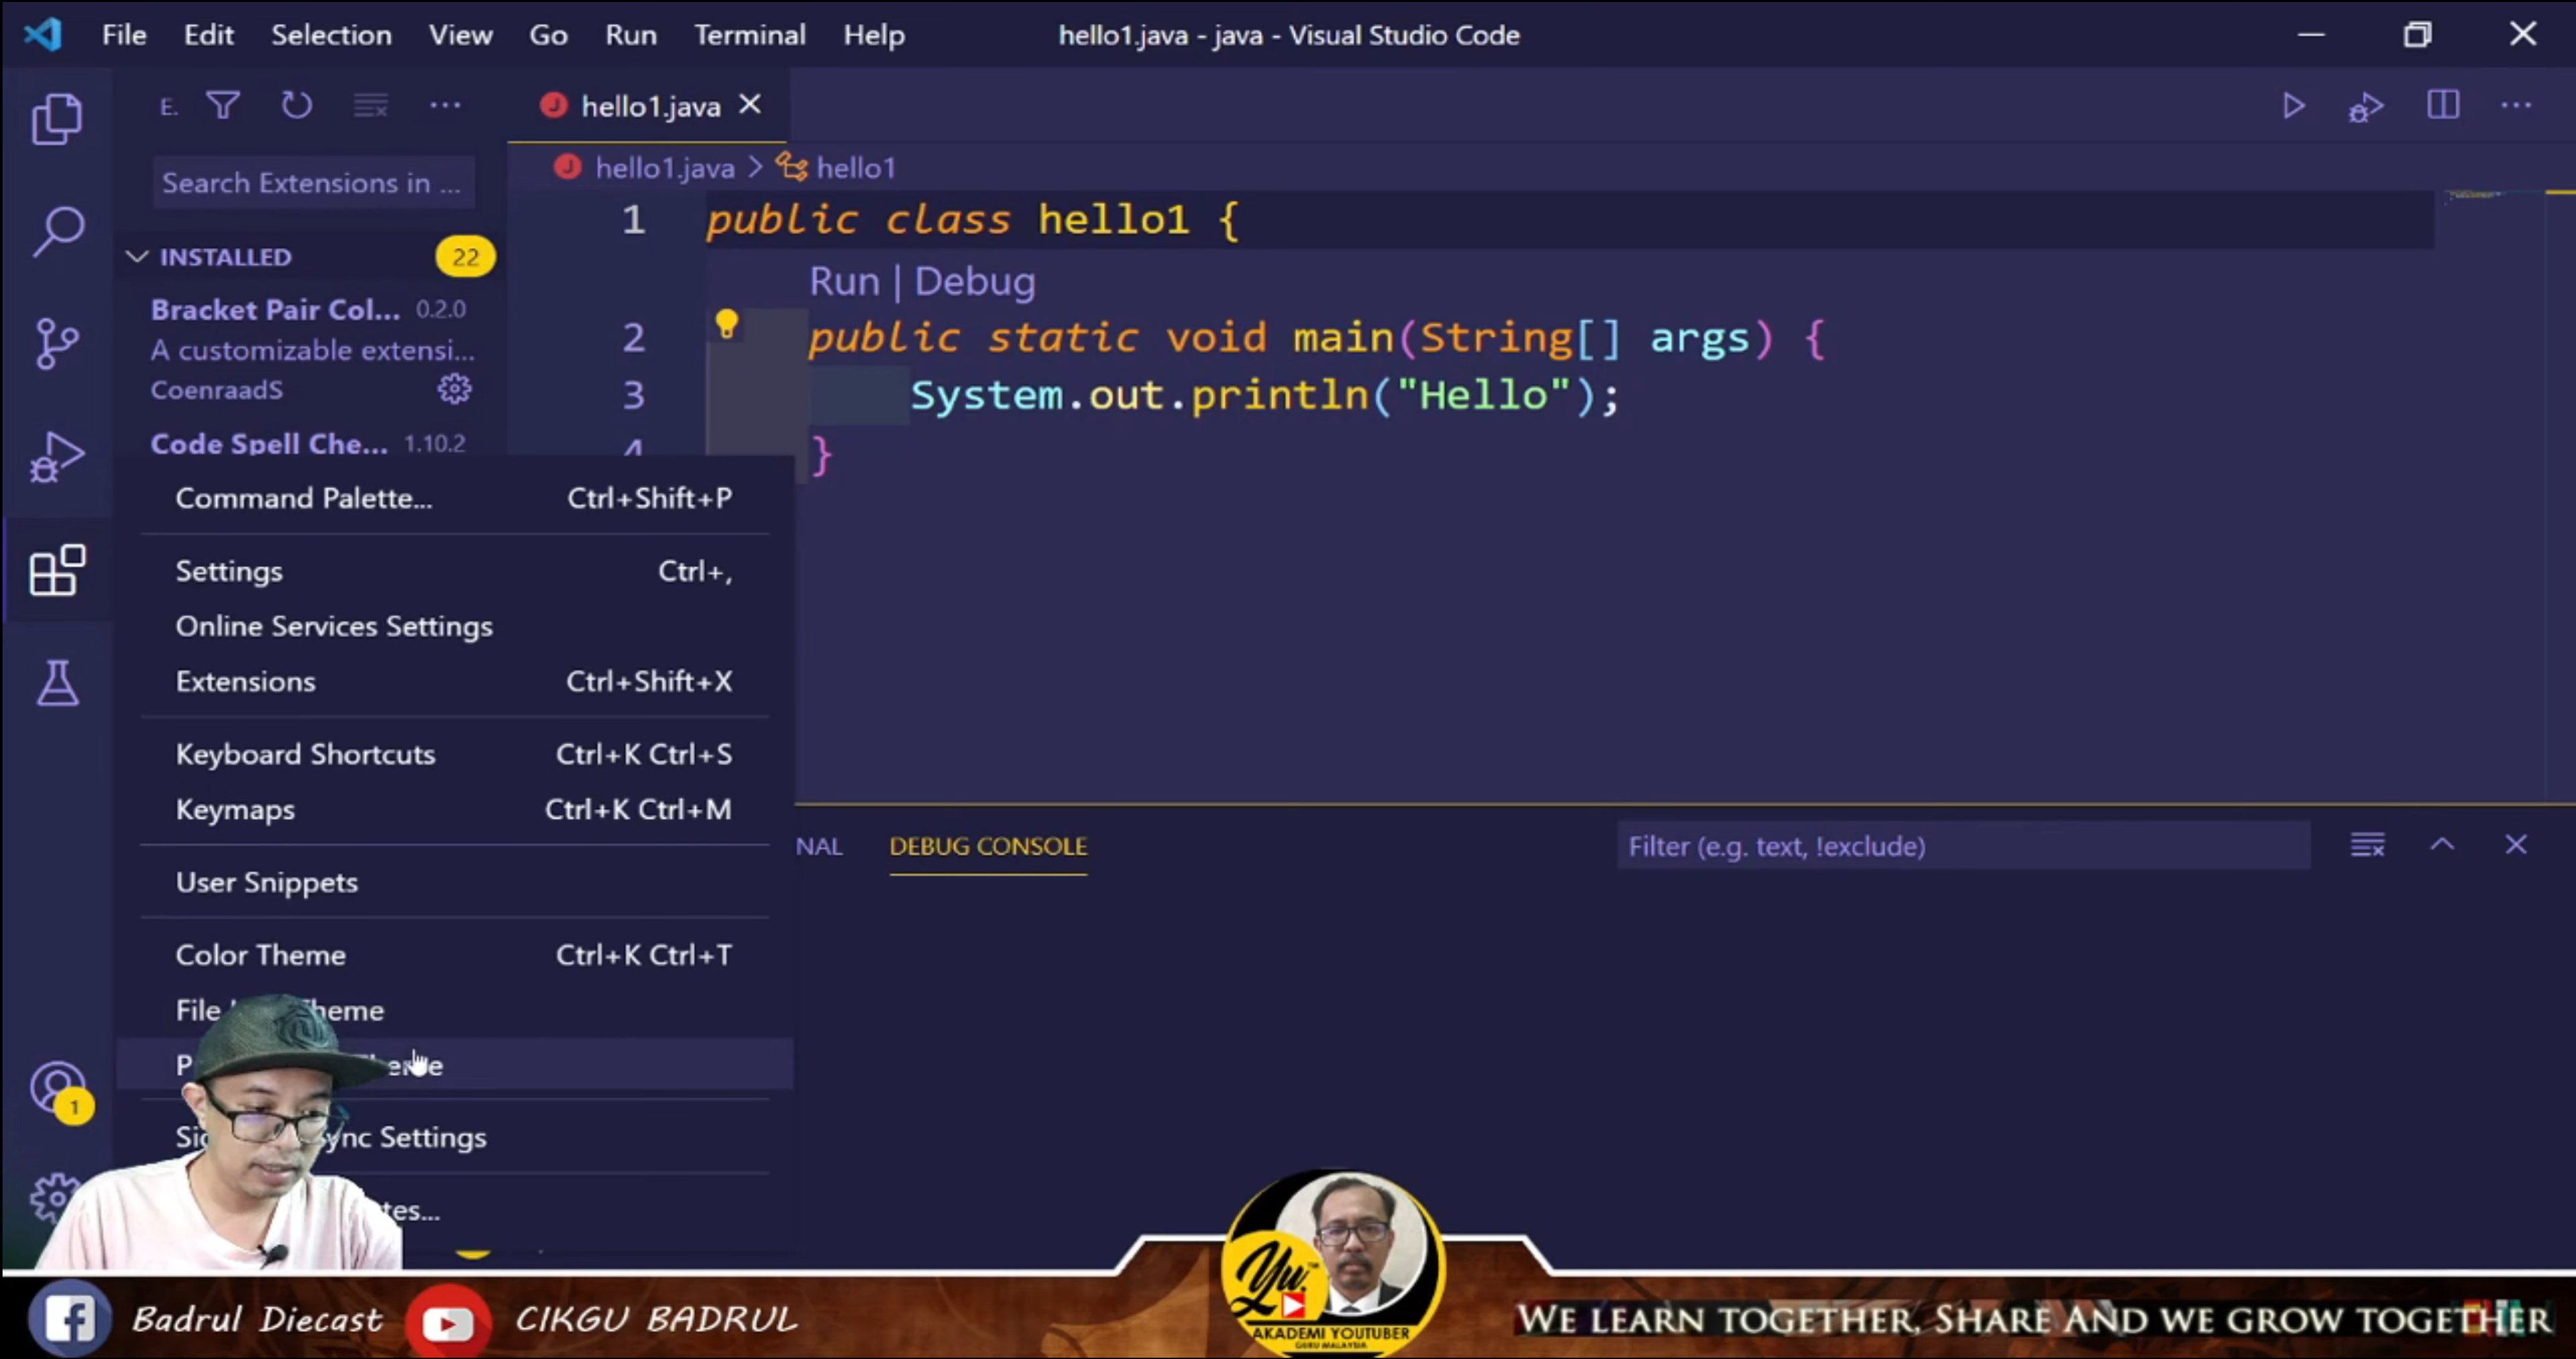 File Edit Selection View Go Run Terminal Help hello1.java - java - Visual Studio Code
E.
hello1.java
Search Extensions in ...
hello1.java > hello1
INSTALLED 22
Bracket Pair Col... 0.2.0
A customizable extensi...
CoenraadS
Code Spell Che... 1.10.2
1 public class hello1 {
Run | Debug
2 public static void main(String[] args) {
3 System.out.println("Hello");
4 }
Command Palette... Ctrl+Shift+P
Settings Ctrl+,
Online Services Settings
Extensions Ctrl+Shift+X
Keyboard Shortcuts Ctrl+K Ctrl+S
Keymaps Ctrl+K Ctrl+M
User Snippets
Color Theme Ctrl+K Ctrl+T
File
Settings
1
NAL DEBUG CONSOLE Filter (e.g. text, !exclude)
Badrul Diecast CIKGU BADRUL
Yu.
AKADEMI YOUTUBER
GURU MALAYSIA
WE LEARN TOGETHER, SHARE AND WE GROW TOGETHER